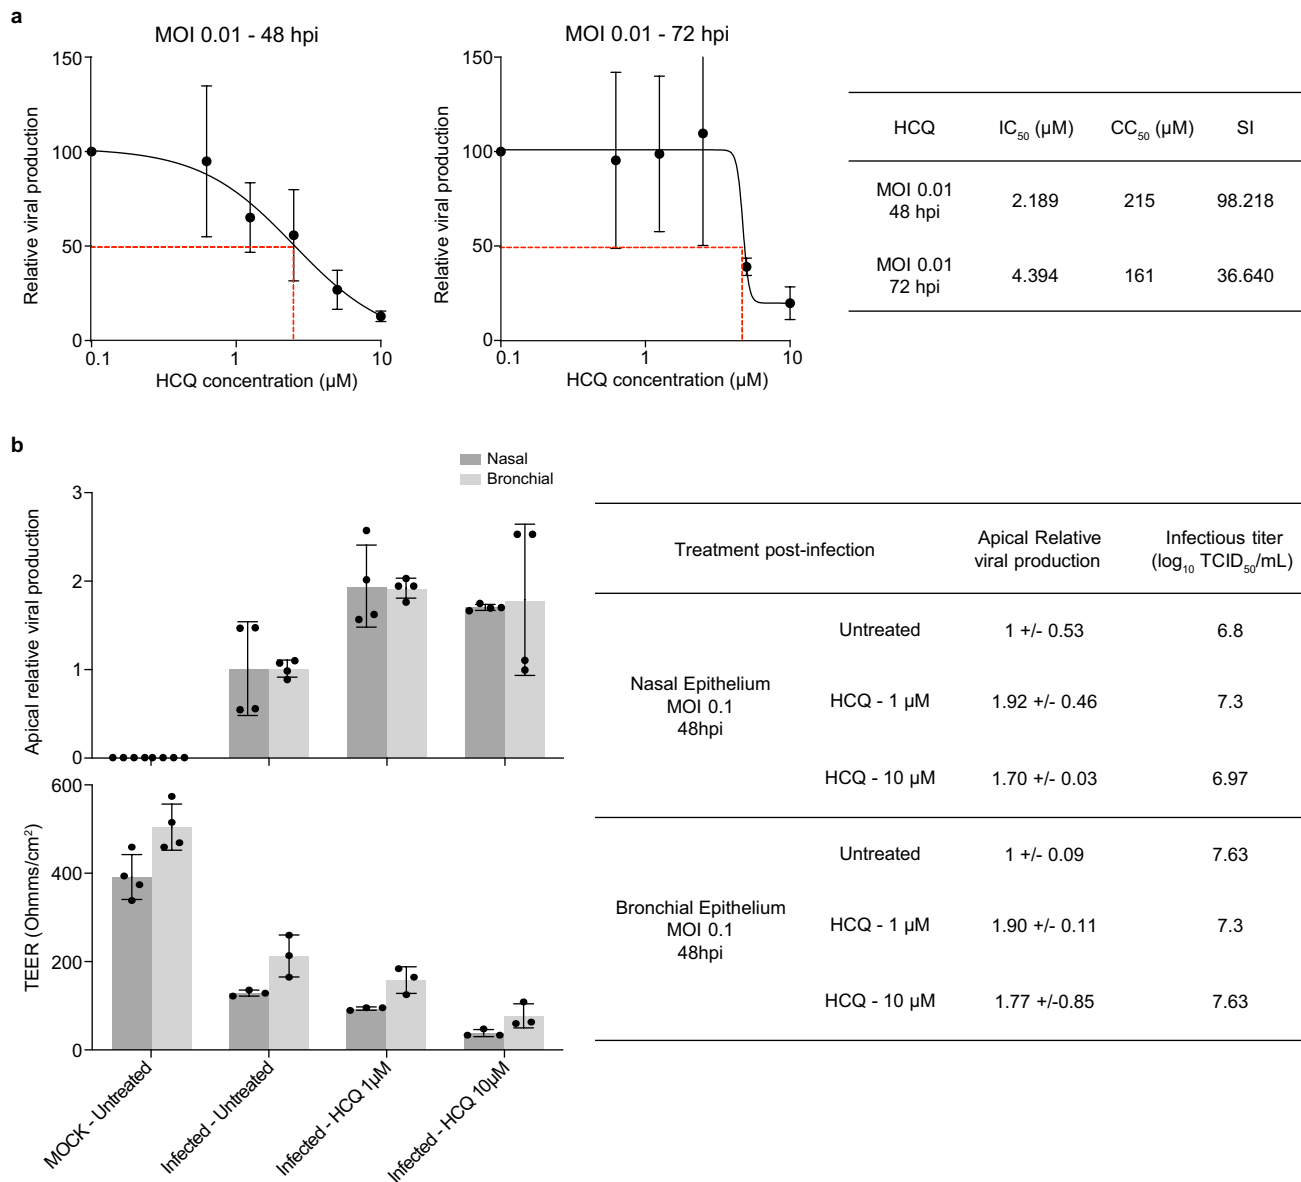 a
MOI 0.01 - 48 hpi
150
100
50
0
0.1
1
10
Relative viral production
HCQ concentration (µM)
MOI 0.01 - 72 hpi
150
100
50
0
0.1
1
10
Relative viral production
HCQ concentration (µM)
HCQ IC50 (µM) CC50 (µM) SI
MOI 0.01
48 hpi
2.189 215 98.218
MOI 0.01
72 hpi
4.394 161 36.640
b
Nasal
Bronchial
3
2
1
0
Apical relative viral production
600
400
200
0
TEER (Ohmms/cm²)
MOCK - Untreated
Infected - Untreated
Infected - HCQ 1µM
Infected - HCQ 10µM
Treatment post-infection
Apical Relative
viral production
Infectious titer
(log10 TCID50/mL)
Nasal Epithelium
MOI 0.1
48hpi
Untreated 1 +/- 0.53 6.8
HCQ - 1 µM 1.92 +/- 0.46 7.3
HCQ - 10 µM 1.70 +/- 0.03 6.97
Bronchial Epithelium
MOI 0.1
48hpi
Untreated 1 +/- 0.09 7.63
HCQ - 1 µM 1.90 +/- 0.11 7.3
HCQ - 10 µM 1.77 +/-0.85 7.63